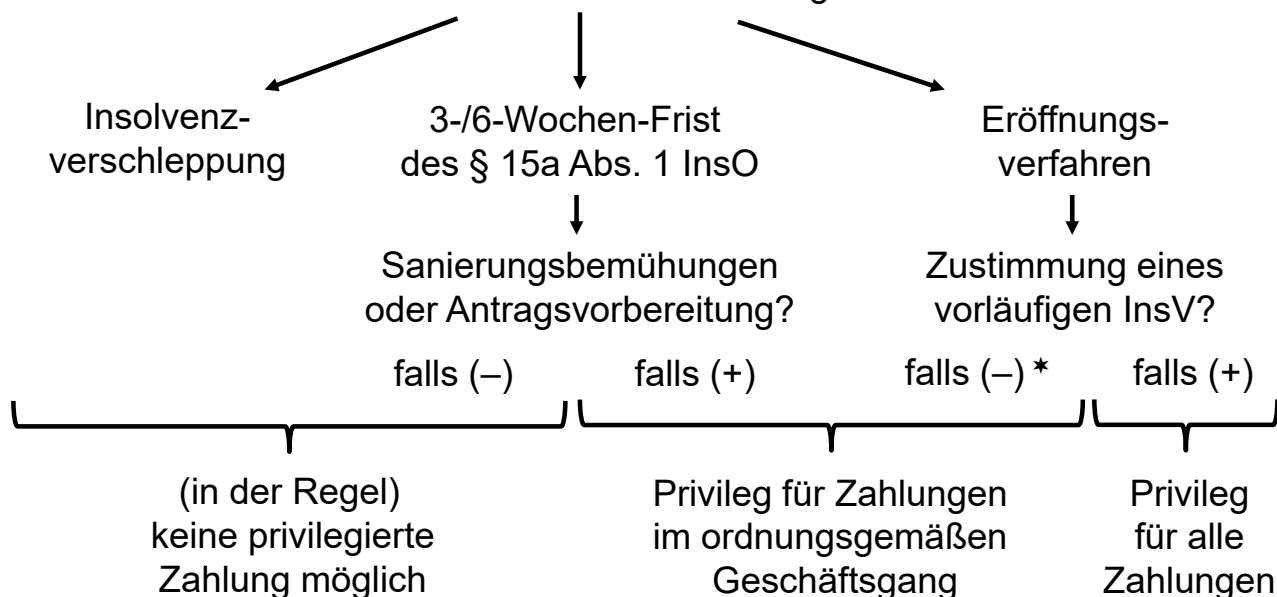 Insolvenz-
verschleppung
3-/6-Wochen-Frist
des § 15a Abs. 1 InsO
Eröffnungs-
verfahren
Sanierungsbemühungen
oder Antragsvorbereitung?
Zustimmung eines
vorläufigen InsV?
falls (–)
falls (+)
falls (–) *
falls (+)
(in der Regel)
keine privilegierte
Zahlung möglich
Privileg für Zahlungen
im ordnungsgemäßen
Geschäftsgang
Privileg
für alle
Zahlungen